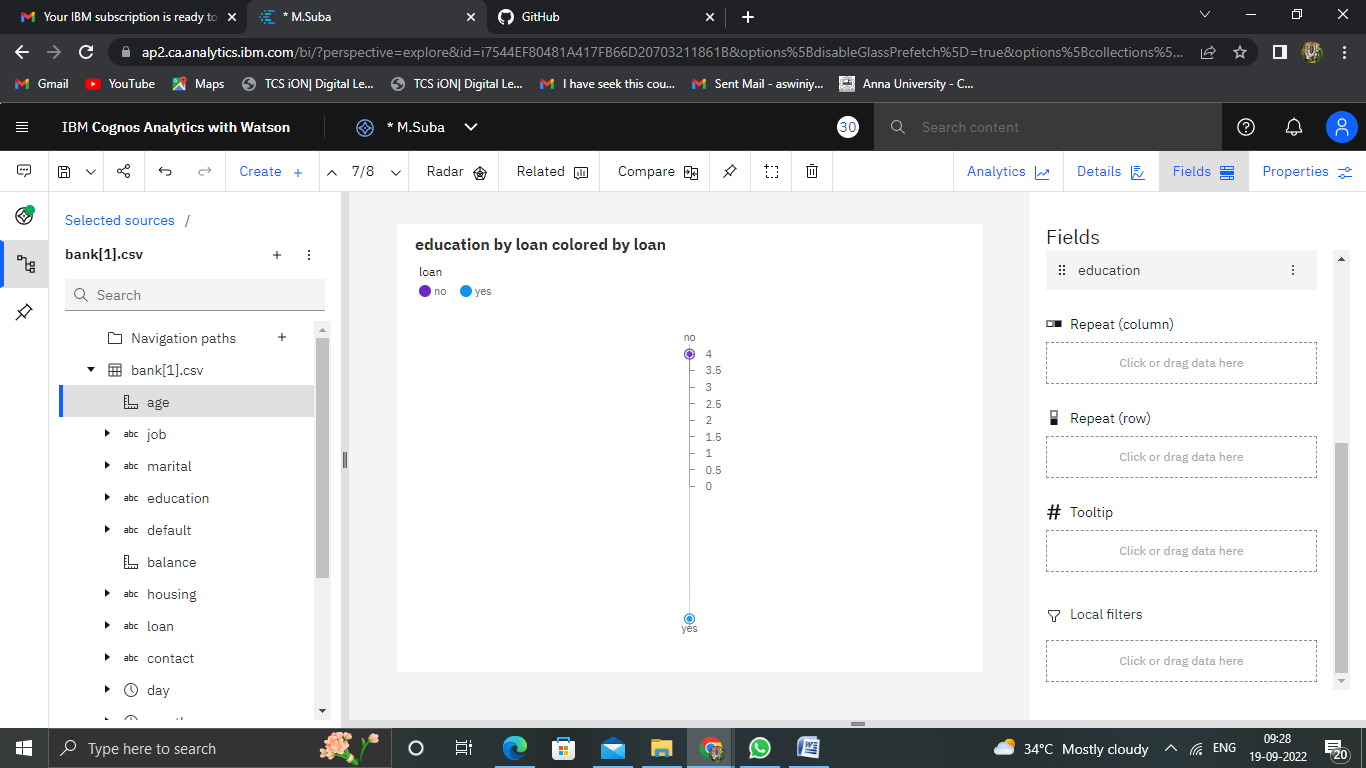 Your IBM subscription is ready to
* M.Suba
GitHub
ap2.ca.analytics.ibm.com/bi/?perspective=explore&id=i7544EF80481A417FB66D20703211861B&options%5BdisableGlassPrefetch%5D=true&options%5Bcollections%5...
Gmail
YouTube
Maps
TCS iON| Digital Le...
TCS iON| Digital Le...
I have seek this cou...
Sent Mail - aswiniy...
Anna University - C...
IBM Cognos Analytics with Watson
* M.Suba
30
Search content
Create +
7/8
Radar
Related
Compare
Analytics
Details
Fields
Properties
Selected sources /
bank[1].csv
Search
Navigation paths
bank[1].csv
age
abc job
abc marital
abc education
abc default
balance
abc housing
abc loan
abc contact
day
education by loan colored by loan
loan
no
yes
no
4
3.5
3
2.5
2
1.5
1
0.5
0
yes
Fields
education
Repeat (column)
Click or drag data here
Repeat (row)
Click or drag data here
# Tooltip
Click or drag data here
Local filters
Click or drag data here
Type here to search
34°C Mostly cloudy
ENG
09:28
19-09-2022
20